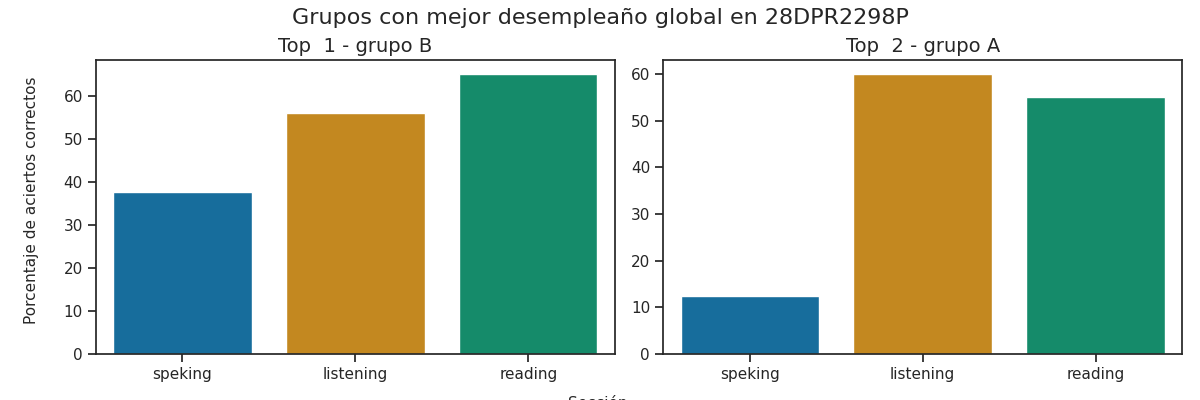 Grupos con mejor desempleaño global en 28DPR2298P
Top  1 - grupo B
Porcentaje de aciertos correctos
60
50
40
30
20
10
0
speking
listening
reading
Top  2 - grupo A
60
50
40
30
20
10
0
speking
listening
reading
Sección